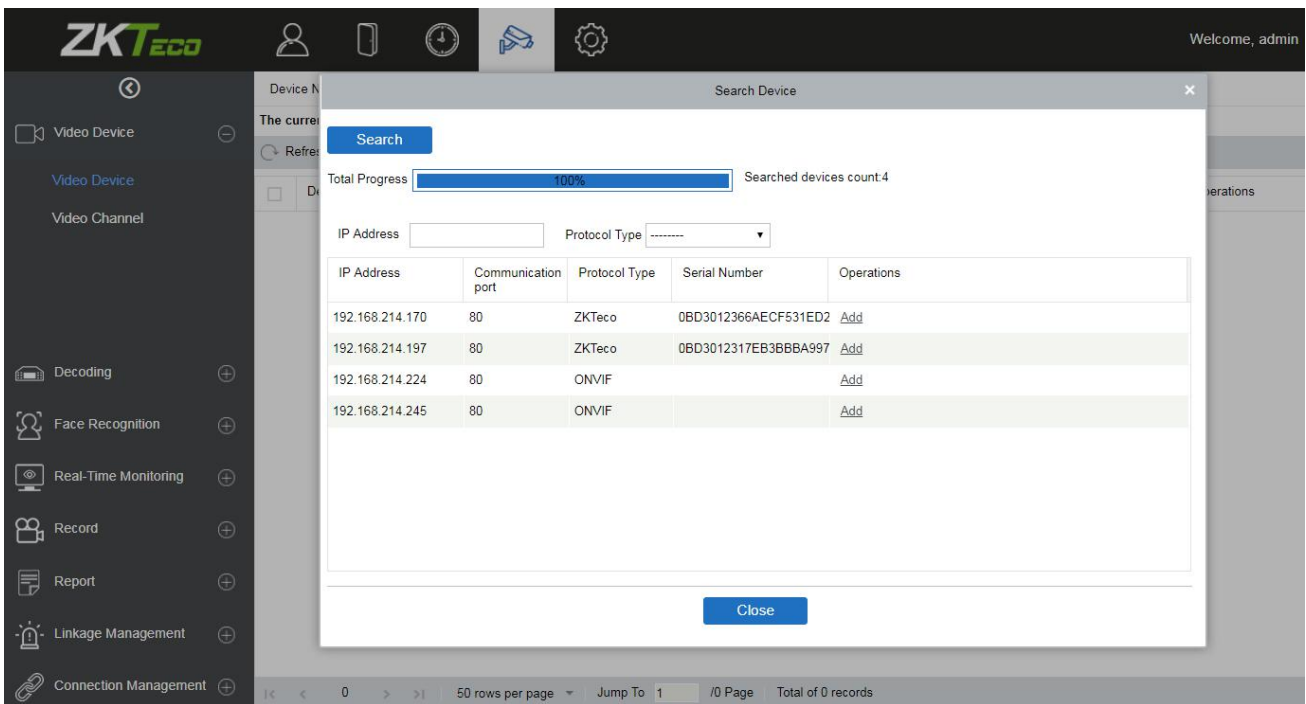 ZKTECO
Welcome, admin
Video Device
Video Device
Video Channel
Decoding
Face Recognition
Real-Time Monitoring
Record
Report
Linkage Management
Connection Management
Device N
The curre
Refre
erations
Search Device
Search
Total Progress 100% Searched devices count:4
IP Address Protocol Type --------
IP Address Communication port Protocol Type Serial Number Operations
192.168.214.170 80 ZKTeco 0BD3012366AECF531ED2 Add
192.168.214.197 80 ZKTeco 0BD3012317EB3BBBA997 Add
192.168.214.224 80 ONVIF Add
192.168.214.245 80 ONVIF Add
Close
0 50 rows per page Jump To 1 /0 Page Total of 0 records